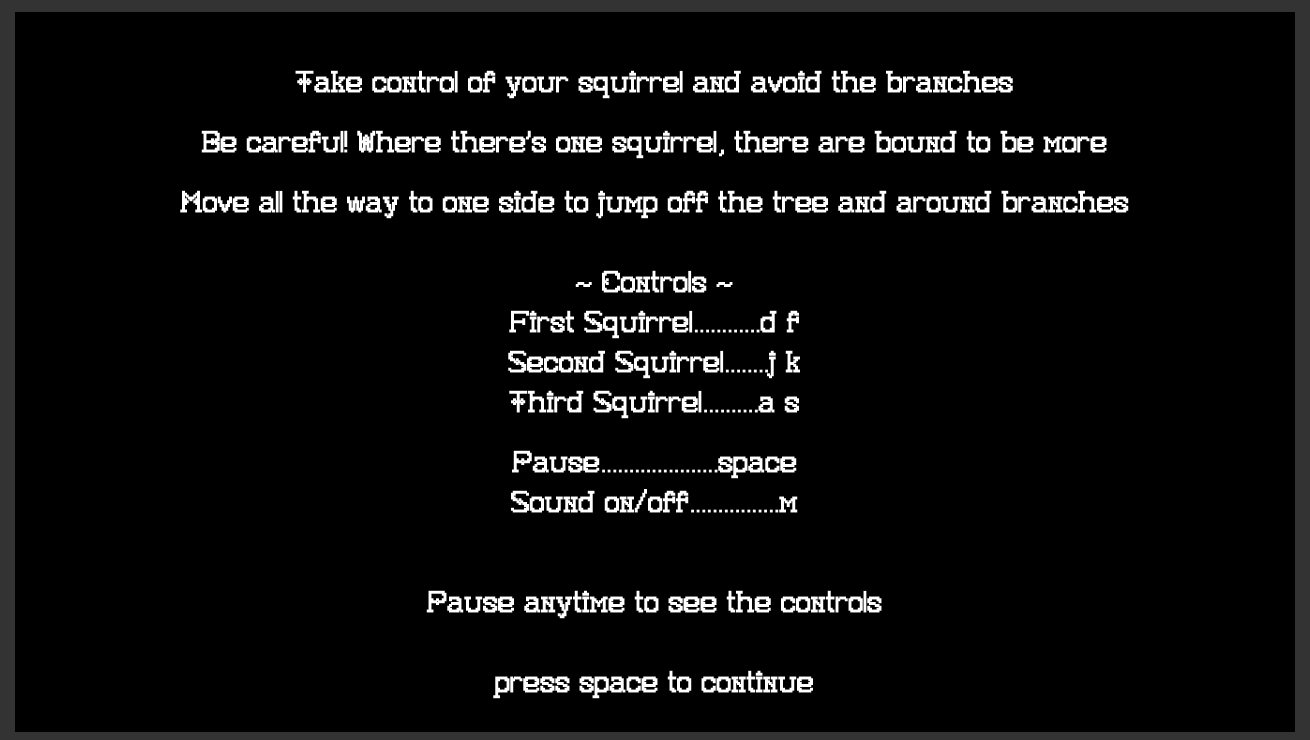 Take control of your squirrel and avoid the branches
Be careful! Where there's one squirrel, there are bound to be more
Move all the way to one side to jump off the tree and around branches
~ Controls ~
First Squirrel............d f
Second Squirrel.......j k
Third Squirrel..........a s
Pause.....................space
Sound on/off................m
Pause anytime to see the controls
press space to continue